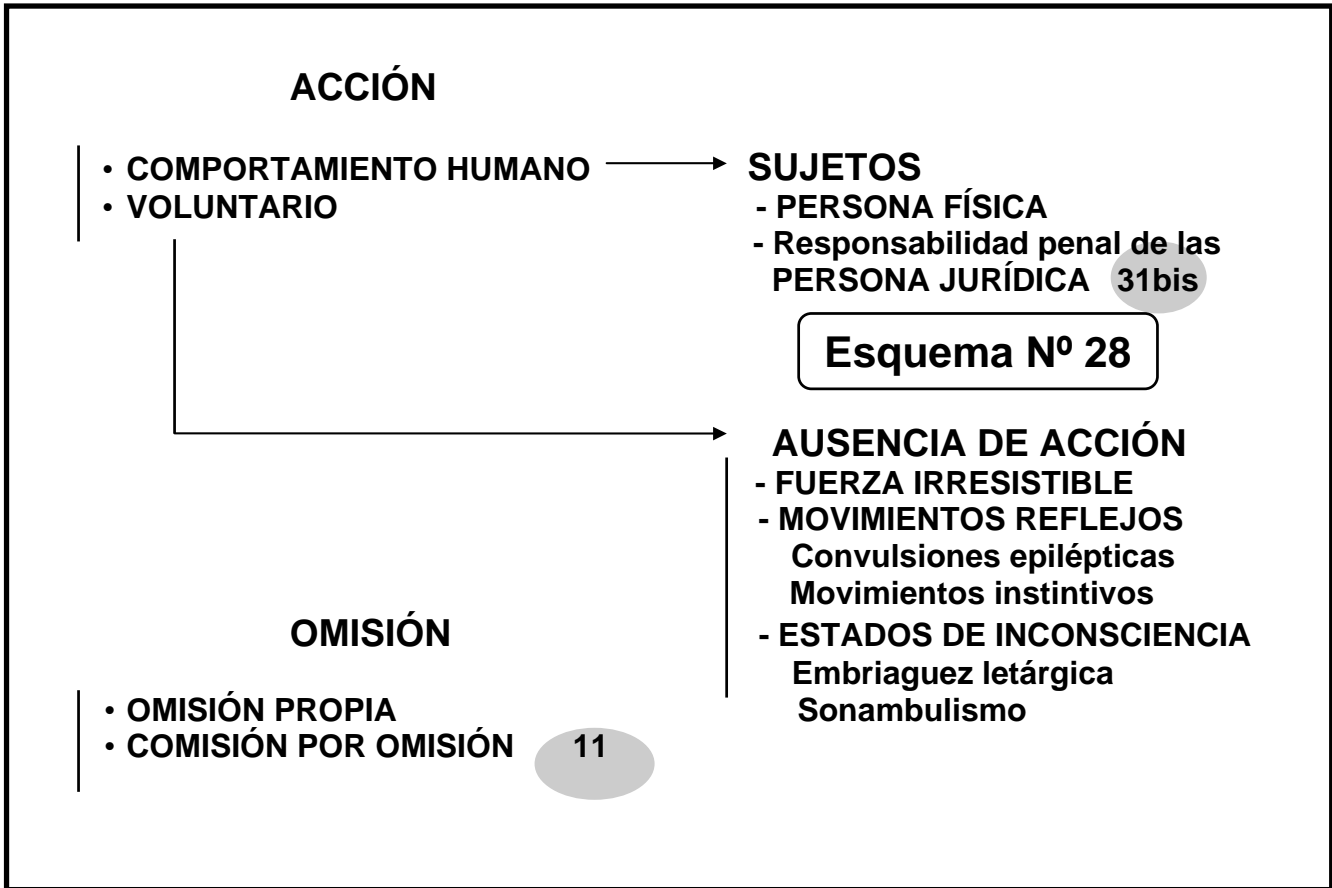 ACCIÓN
• COMPORTAMIENTO HUMANO
• VOLUNTARIO
SUJETOS
- PERSONA FÍSICA
- Responsabilidad penal de las
PERSONA JURÍDICA 31bis
Esquema Nº 28
AUSENCIA DE ACCIÓN
- FUERZA IRRESISTIBLE
- MOVIMIENTOS REFLEJOS
Convulsiones epilépticas
Movimientos instintivos
- ESTADOS DE INCONSCIENCIA
Embriaguez letárgica
Sonambulismo
OMISIÓN
• OMISIÓN PROPIA
• COMISIÓN POR OMISIÓN 11